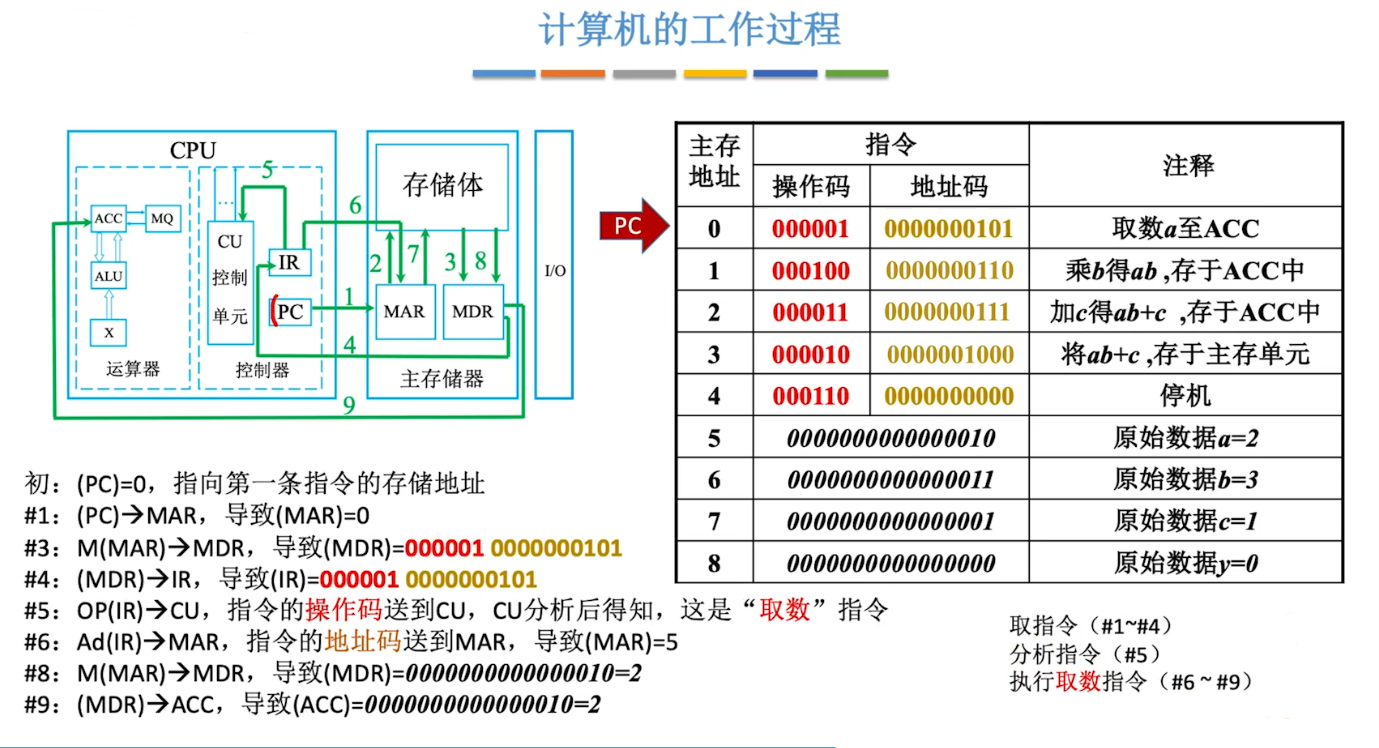 计算机的工作过程
CPU
5
6
存储体
...
ACC
MQ
CU
控制
单元
IR
2
7
3
8
ALU
PC
1
MAR
MDR
I/O
X
4
运算器
控制器
主存储器
9
PC
主存
地址
指令
注释
操作码 地址码
0 000001 0000000101 取数a至ACC
1 000100 0000000110 乘b得ab ,存于ACC中
2 000011 0000000111 加c得ab+c ,存于ACC中
3 000010 0000001000 将ab+c ,存于主存单元
4 000110 0000000000 停机
5 0000000000000010 原始数据a=2
6 0000000000000011 原始数据b=3
7 0000000000000001 原始数据c=1
8 0000000000000000 原始数据y=0
初：(PC)=0，指向第一条指令的存储地址
#1：(PC)→MAR，导致(MAR)=0
#3：M(MAR)→MDR，导致(MDR)=000001 0000000101
#4：(MDR)→IR，导致(IR)=000001 0000000101
#5：OP(IR)→CU，指令的操作码送到CU，CU分析后得知，这是“取数”指令
#6：Ad(IR)→MAR，指令的地址码送到MAR，导致(MAR)=5
#8：M(MAR)→MDR，导致(MDR)=0000000000000010=2
#9：(MDR)→ACC，导致(ACC)=0000000000000010=2
取指令（#1~#4）
分析指令（#5）
执行取数指令（#6 ~ #9）